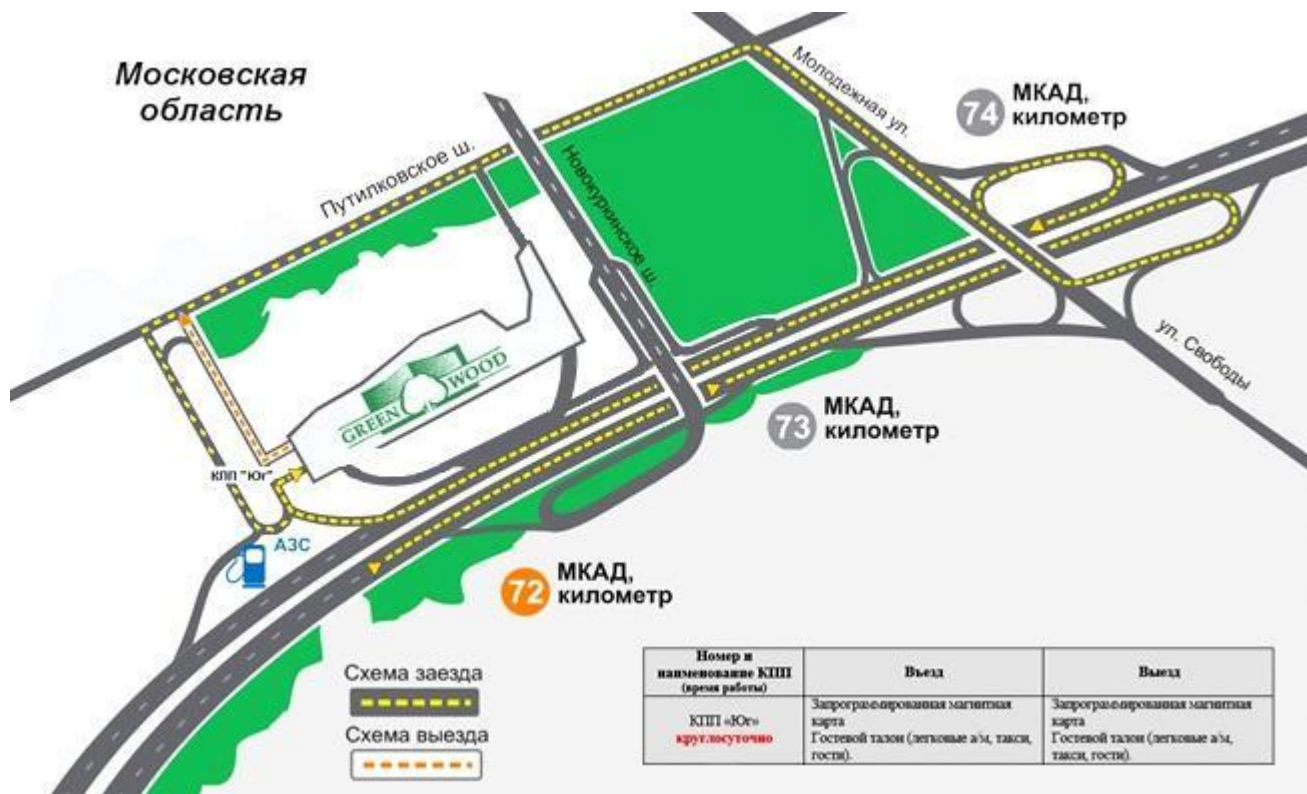 Московская
область
Путилковское ш.
Новокуркинское ш.
Молодежная ул.
74
МКАД,
километр
ул. Свободы
GREEN WOOD
КПП "Юг"
73
МКАД,
километр
АЗС
72
МКАД,
километр
Схема заезда
Схема выезда
Номер и
наименование КПП
(время работы)
Въезд
Выезд
КПП «Юг»
круглосуточно
Запрограммированная магнитная
карта
Гостевой талон (легковые а/м, такси,
гости).
Запрограммированная магнитная
карта
Гостевой талон (легковые а/м,
такси, гости).